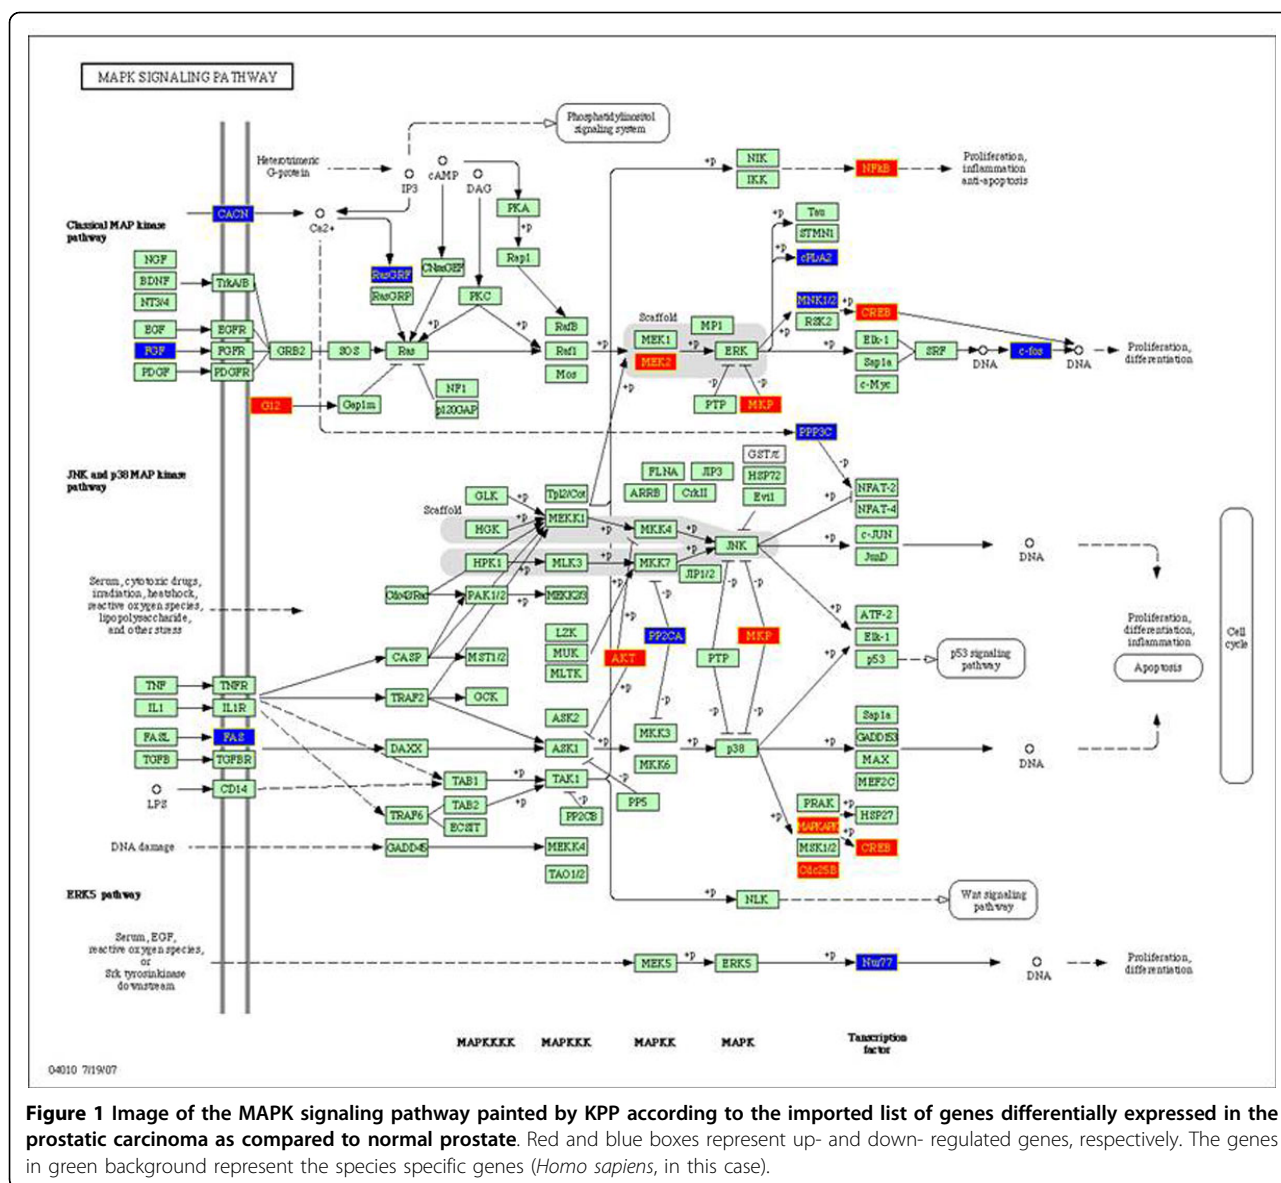 MAPK SIGNALING PATHWAY
Phosphatidylinositol
signaling system
Heterotrimeric
G-protein
IP3
cAMP
DAG
NIK
IKK
+p
NFkB
Proliferation,
inflammation
anti-apoptosis
CACN
Ca2+
PKA
+p
Rap1
Classical MAP kinase
pathway
Tau
STMN1
cPLA2
+p
+p
NGF
BDNF
NT3/4
TrkA/B
RasGRF
RasGRP
CNrasGEF
PKC
MNK1/2
RSK2
+p
CREB
EGF
EGFR
FGF
FGFR
PDGF
PDGFR
GRB2
SOS
Ras
+p
+p
RafB
Raf1
Mos
+p
Scaffold
MEK1
MEK2
MP1
+p
ERK
+p
+p
Elk-1
Sap1a
c-Myc
SRF
DNA
c-fos
DNA
Proliferation,
differentiation
G12
Gap1m
NF1
p120GAP
+p
-p
-p
PTP
MKP
PPP3C
-p
JNK and p38 MAP kinase
pathway
GSTπ
HSP72
Evi1
FLNA
JIP3
ARRB
CrkII
NFAT-2
NFAT-4
Scaffold
GLK
HGK
HPK1
+p
+p
+p
Tpl2/Cot
MEKK1
MLK3
+p
MKK4
MKK7
+p
+p
JNK
JIP1/2
+p
+p
c-JUN
JunD
DNA
Serum, cytotoxic drugs,
irradiation, heatshock,
reactive oxygen species,
lipopolysaccharide,
and other stress
Cdc42/Rac
PAK1/2
+p
MEKK2/3
LZK
MUK
MLTK
CASP
MST1/2
TRAF2
GCK
AKT
PP2CA
MKP
PTP
+p
+p
-p
-p
-p
-p
-p
-p
+p
+p
ATF-2
Elk-1
p53
p53 signaling
pathway
Proliferation,
differentiation,
inflammation
Apoptosis
Cell
cycle
TNF
TNFR
IL1
IL1R
FASL
FAS
TGFB
TGFBR
LPS
CD14
DAXX
ASK2
ASK1
+p
MKK3
MKK6
+p
p38
+p
Sap1a
GADD153
MAX
MEF2C
DNA
TAB1
+p
TAK1
TAB2
ECSIT
+p
TRAF6
-p
-p
PP2CB
PP5
+p
PRAK
+p
HSP27
MAPKAPK
+p
MSK1/2
CREB
Cdc25B
DNA damage
GADD45
MEKK4
TAO1/2
ERK5 pathway
+p
NLK
Wnt signaling
pathway
Serum, EGF,
reactive oxygen species,
or
Srk tyrosinkinase
downstream
MEK5
+p
ERK5
+p
Nur77
DNA
Proliferation,
differentiation
MAPKKKK
MAPKKK
MAPKK
MAPK
Transcription
factor
04010 7/19/07
Figure 1 Image of the MAPK signaling pathway painted by KPP according to the imported list of genes differentially expressed in the
prostatic carcinoma as compared to normal prostate. Red and blue boxes represent up- and down- regulated genes, respectively. The genes
in green background represent the species specific genes (Homo sapiens, in this case).